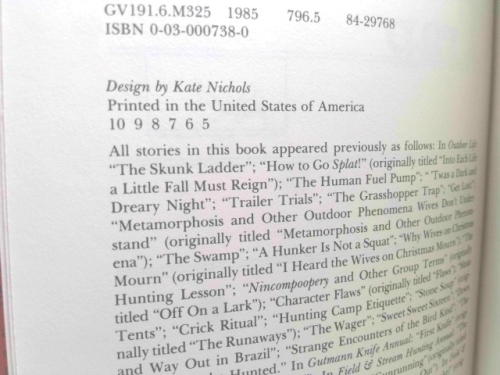 GV191.6.M325 1985 796.5 84-29768
ISBN 0-03-000738-0
Design by Kate Nichols
Printed in the United States of America
10 9 8 7 6 5
All stories in this book appeared previously as follows: In Outdoor Life
“The Skunk Ladder”; “How to Go Splat!” (originally titled “Into Each Life
a Little Fall Must Reign”); “The Human Fuel Pump”; “’Twas a Dark and
Dreary Night”; “Trailer Trials”; “The Grasshopper Trap”; “Get Lost”;
“Metamorphosis and Other Outdoor Phenomena Wives Don’t Under-
stand” (originally titled “Metamorphosis and Other Outdoor Phenom-
ena”); “The Swamp”; “A Hunker Is Not a Squat”; “Why Wives on Christmas
Mourn” (originally titled “I Heard the Wives on Christmas Mourn”); “The
Hunting Lesson”; “Nincompoopery and Other Group Terms” (originally
titled “Off On a Lark”); “Character Flaws” (originally titled “Flaws”);
Tents”; “Crick Ritual”; “Hunting Camp Etiquette”; “Stone Soup” (origi-
nally titled “The Runaways”); “The Wager”; “Sweet Sweet Sixteen”;
and Way Out in Brazil”; “Strange Encounters of the Bird Kind”; “The
Hunted.” In Gutmann Knife Annual: “First Knife”
In Field & Stream Hunting Annual: “The
Gunrunning” (originally